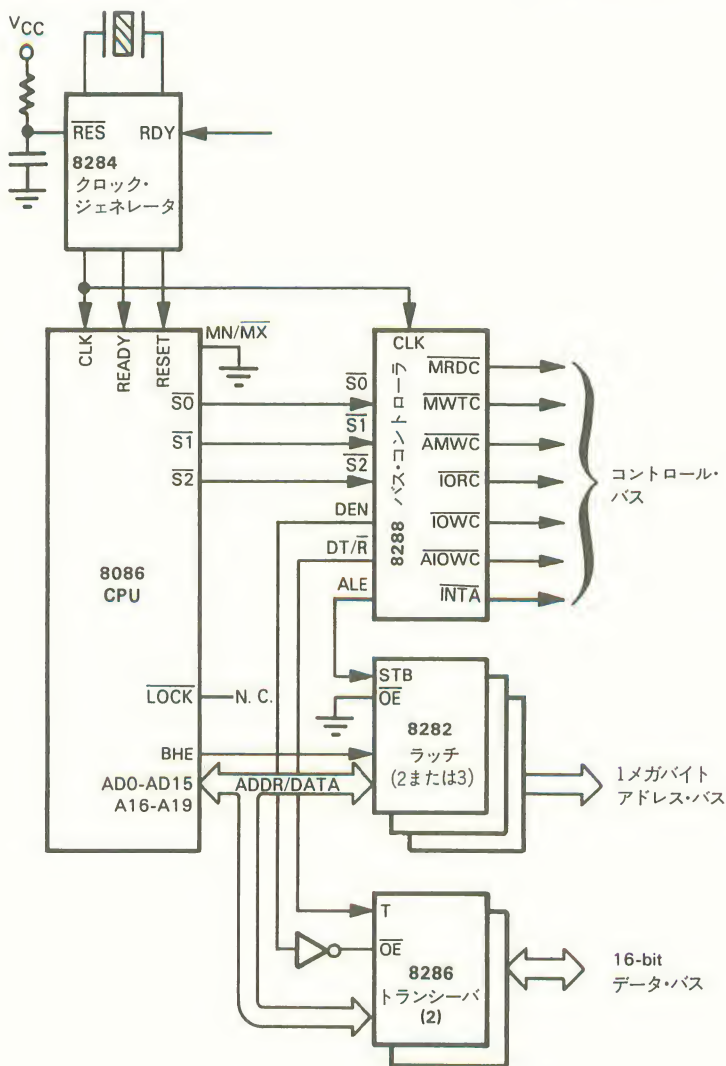 VCC
RES RDY
8284
クロック・
ジェネレータ
CLK
READY
RESET
MN/MX
S0
S1
S2
8086
CPU
LOCK N. C.
BHE
AD0-AD15
A16-A19
ADDR/DATA
CLK
S0
S1
S2
DEN
DT/R
ALE
8288 バス・コントローラ
MRDC
MWTC
AMWC
IORC
IOWC
AIOWC
INTA
コントロール・
バス
STB
OE
8282
ラッチ
(2または3)
1メガバイト
アドレス・バス
T
OE
8286
トランシーバ
(2)
16-bit
データ・バス